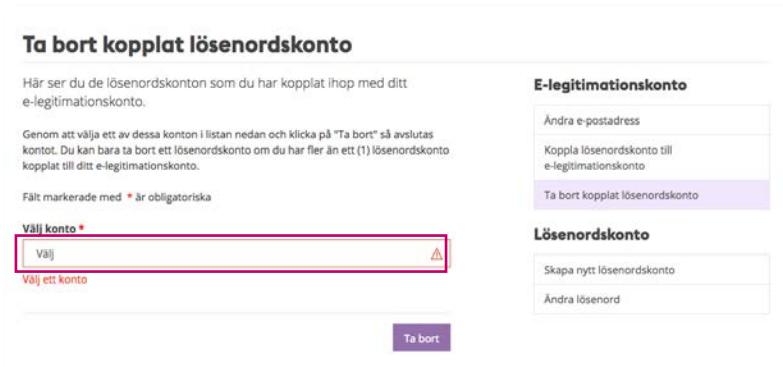 Ta bort kopplat lösenordskonto
Här ser du de lösenordskonton som du har kopplat ihop med ditt
e-legitimationskonto.
Genom att välja ett av dessa konton i listan nedan och klicka på "Ta bort" så avslutas
kontot. Du kan bara ta bort ett lösenordskonto om du har fler än ett (1) lösenordskonto
kopplat till ditt e-legitimationskonto.
Fält markerade med * är obligatoriska
Välj konto *
Välj
Välj ett konto
Ta bort
E-legitimationskonto
Ändra e-postadress
Koppla lösenordskonto till
e-legitimationskonto
Ta bort kopplat lösenordskonto
Lösenordskonto
Skapa nytt lösenordskonto
Ändra lösenord